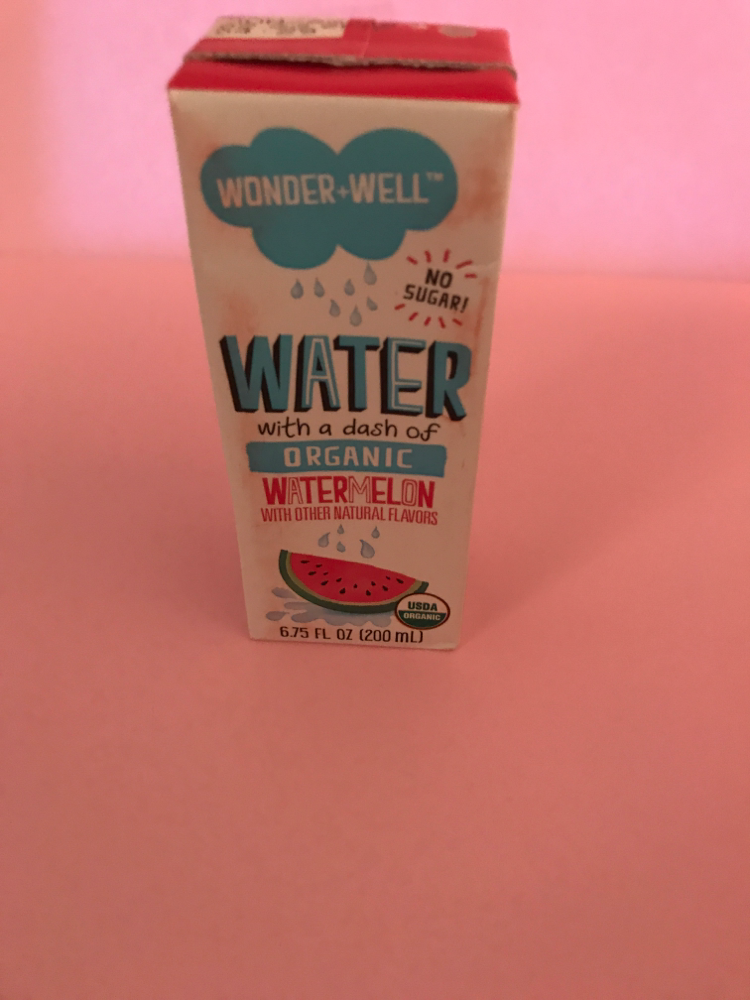 WONDER+WELL™
NO
SUGAR!
WATER
with a dash of
ORGANIC
WATERMELON
WITH OTHER NATURAL FLAVORS
USDA
ORGANIC
6.75 FL OZ (200 mL)